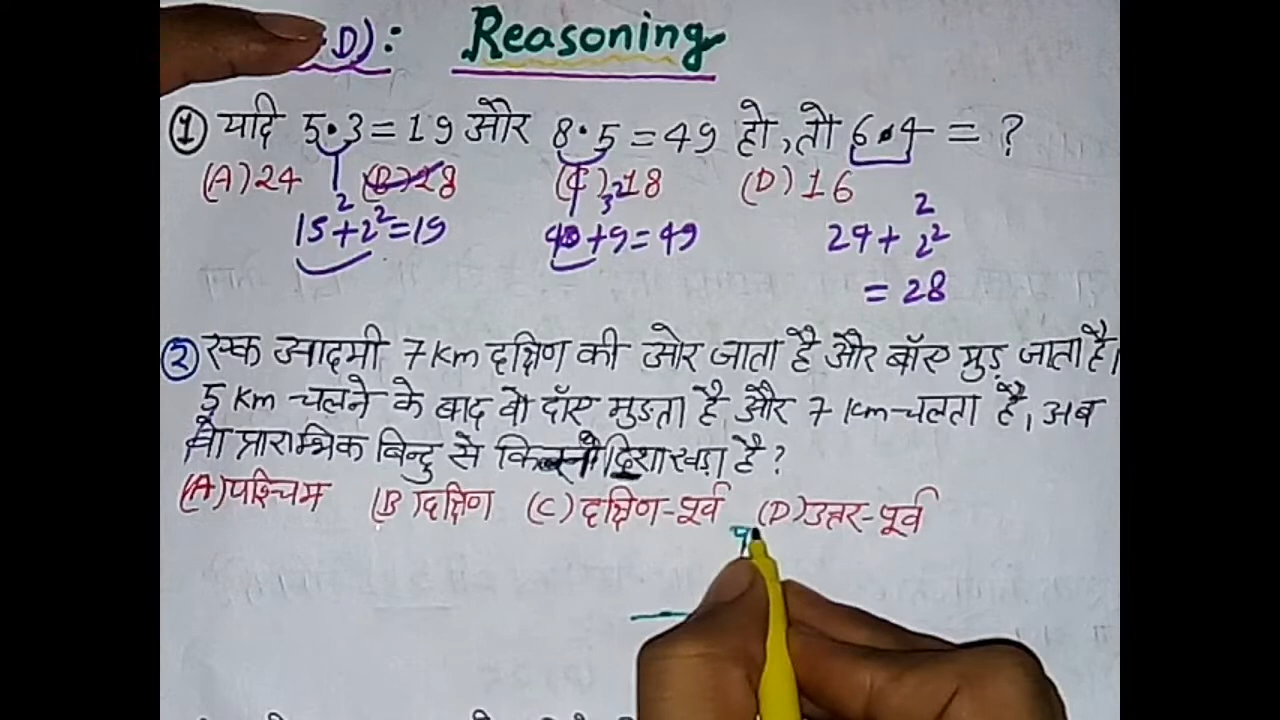 D): Reasoning
① यदि 5•3=19 और 8•5=49 हो, तो 6•4=?
(A) 24 (B) 28 (C) 18 (D) 16
15+2²=19 40+9=49 24+2²
=28
② एक आदमी 7 Km दक्षिण की ओर जाता है और बॉए मुड़ जाता है।
5 Km चलने के बाद वो दॉए मुडता है और 7 Km चलता है, अब
वो प्रारम्भिक बिन्दु से दिशा खड़ा है?
(A) पश्चिम (B) दक्षिण (C) दक्षिण-पूर्व (D) उत्तर-पूर्व